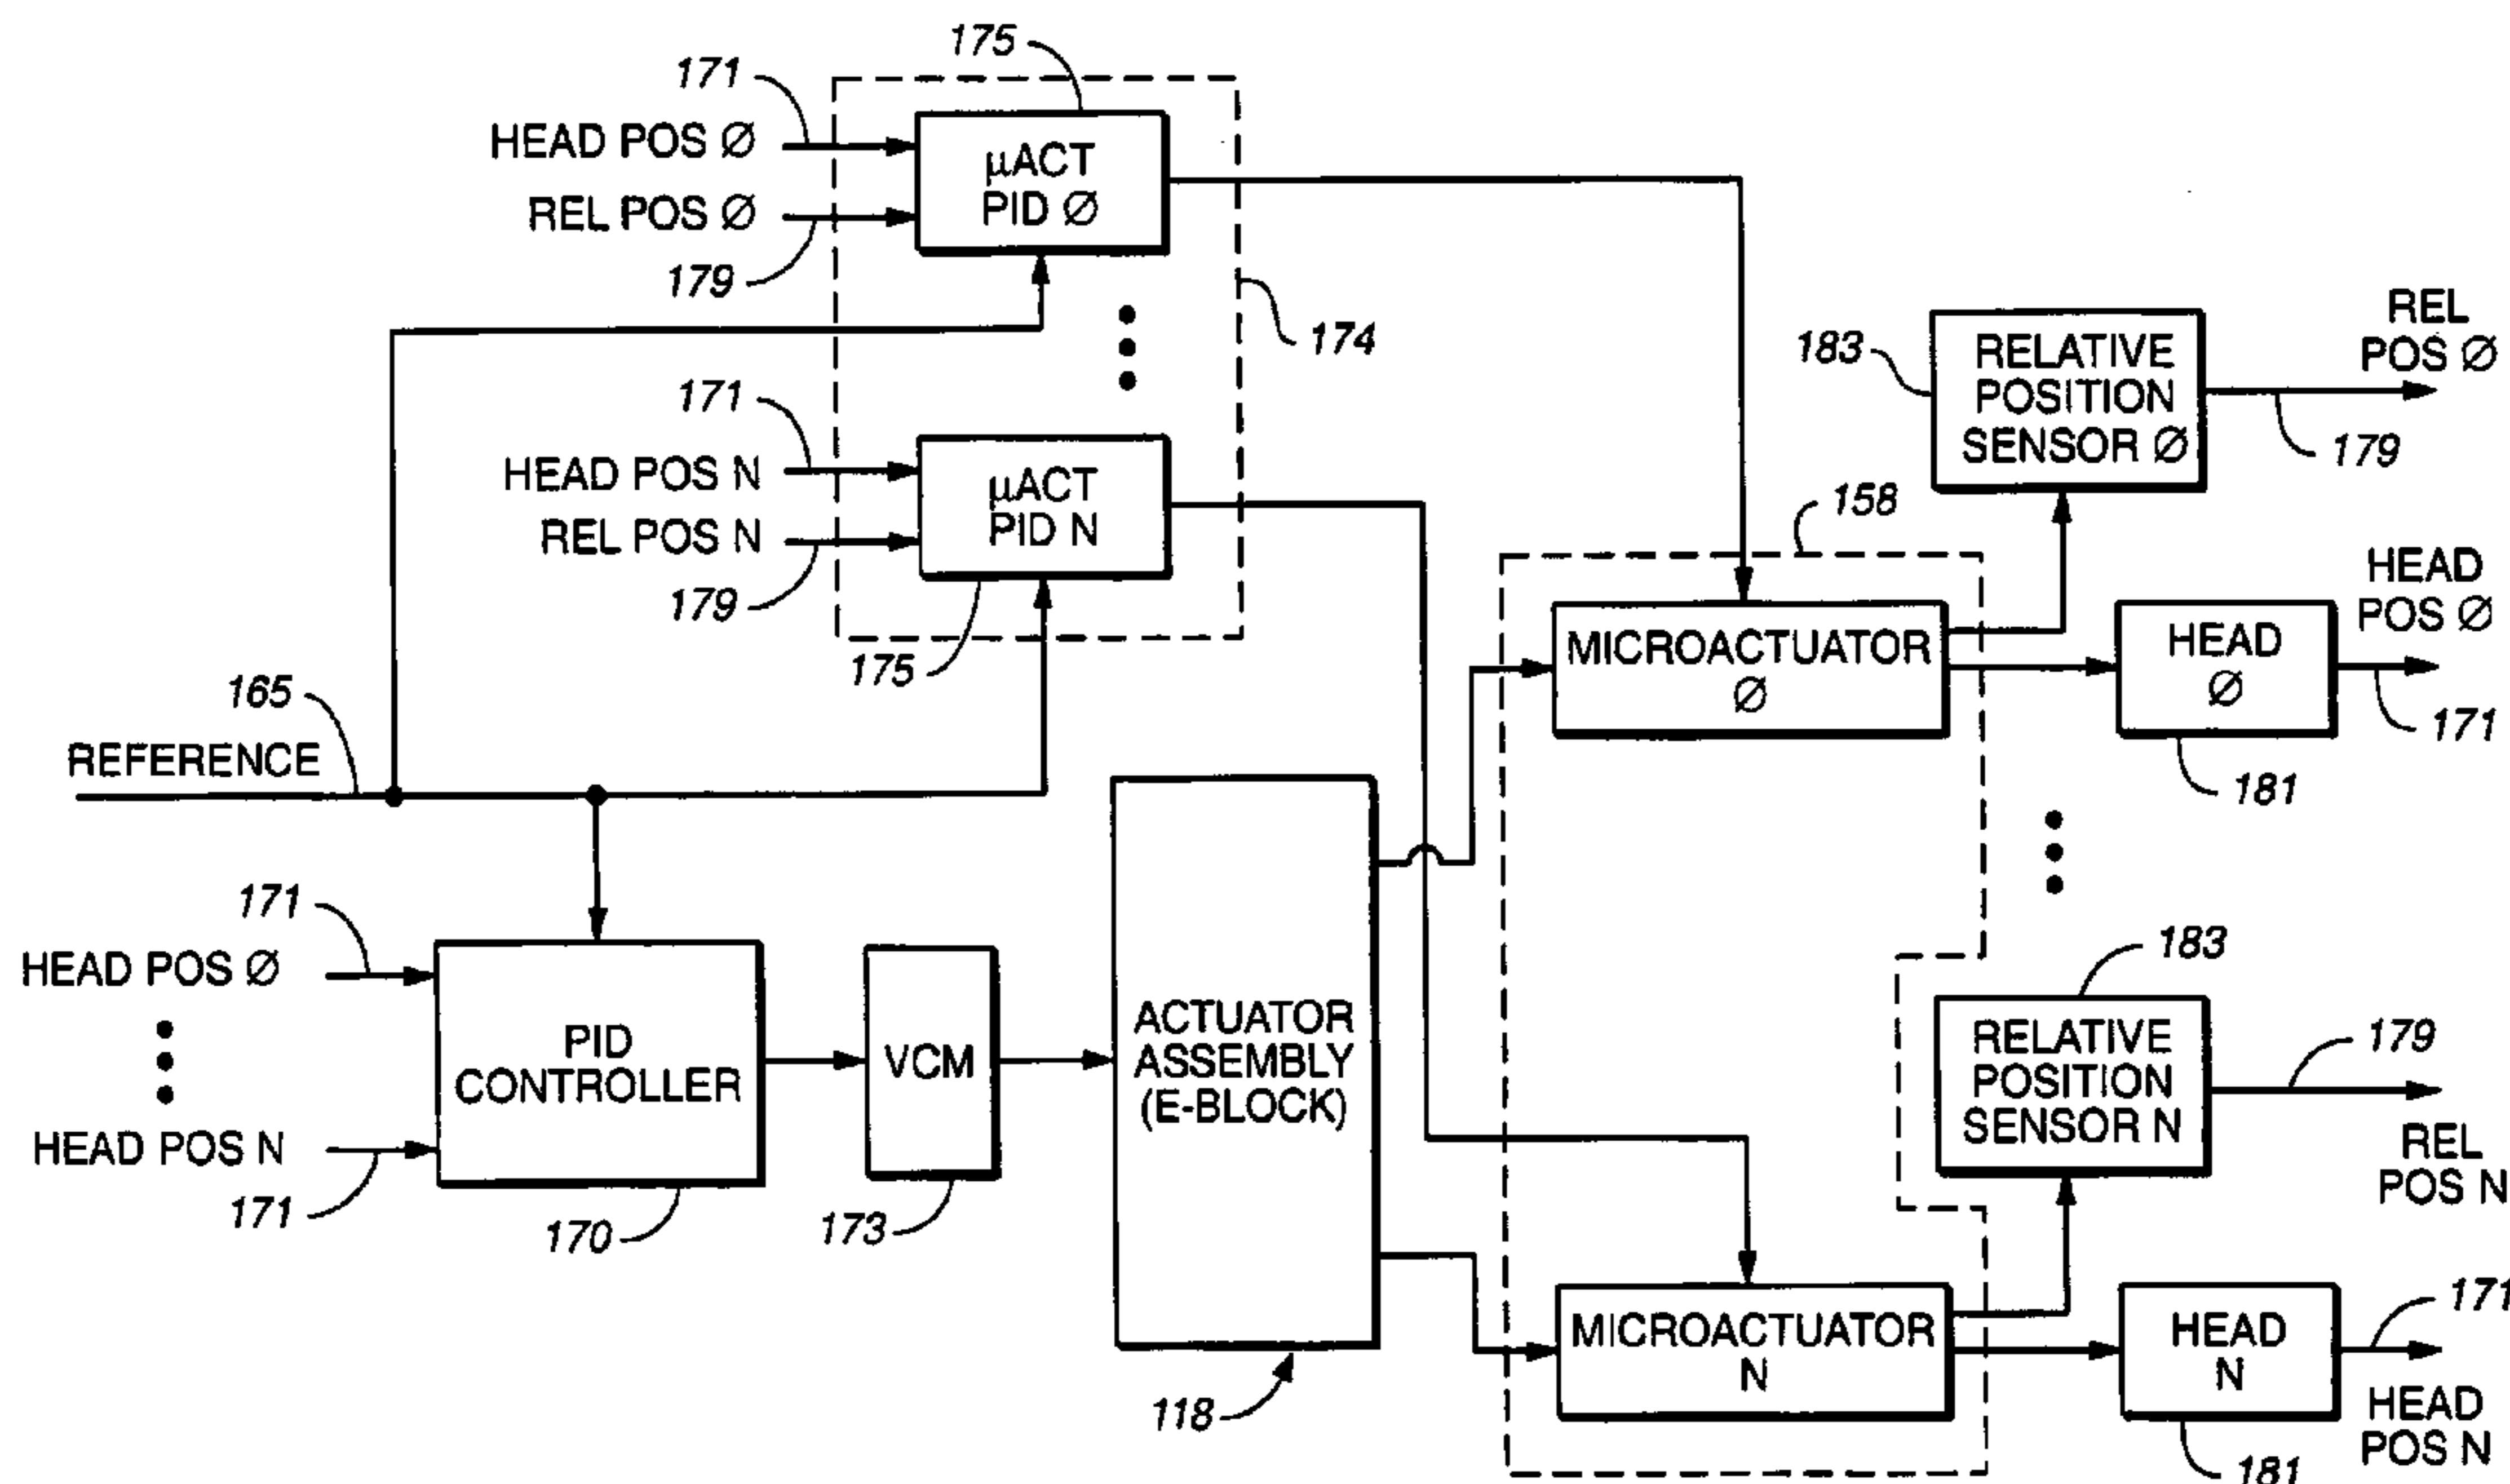 175
171
HEAD POS Ø
µACT
PID Ø
REL POS Ø
179
174
171
HEAD POS N
µACT
PID N
REL POS N
179
175
165
REFERENCE
171
HEAD POS Ø
HEAD POS N
171
PID
CONTROLLER
170
VCM
173
ACTUATOR
ASSEMBLY
(E-BLOCK)
118
158
MICROACTUATOR
Ø
183
RELATIVE
POSITION
SENSOR Ø
REL
POS Ø
179
HEAD
POS Ø
HEAD
Ø
171
181
183
RELATIVE
POSITION
SENSOR N
179
REL
POS N
MICROACTUATOR
N
HEAD
N
171
HEAD
POS N
181